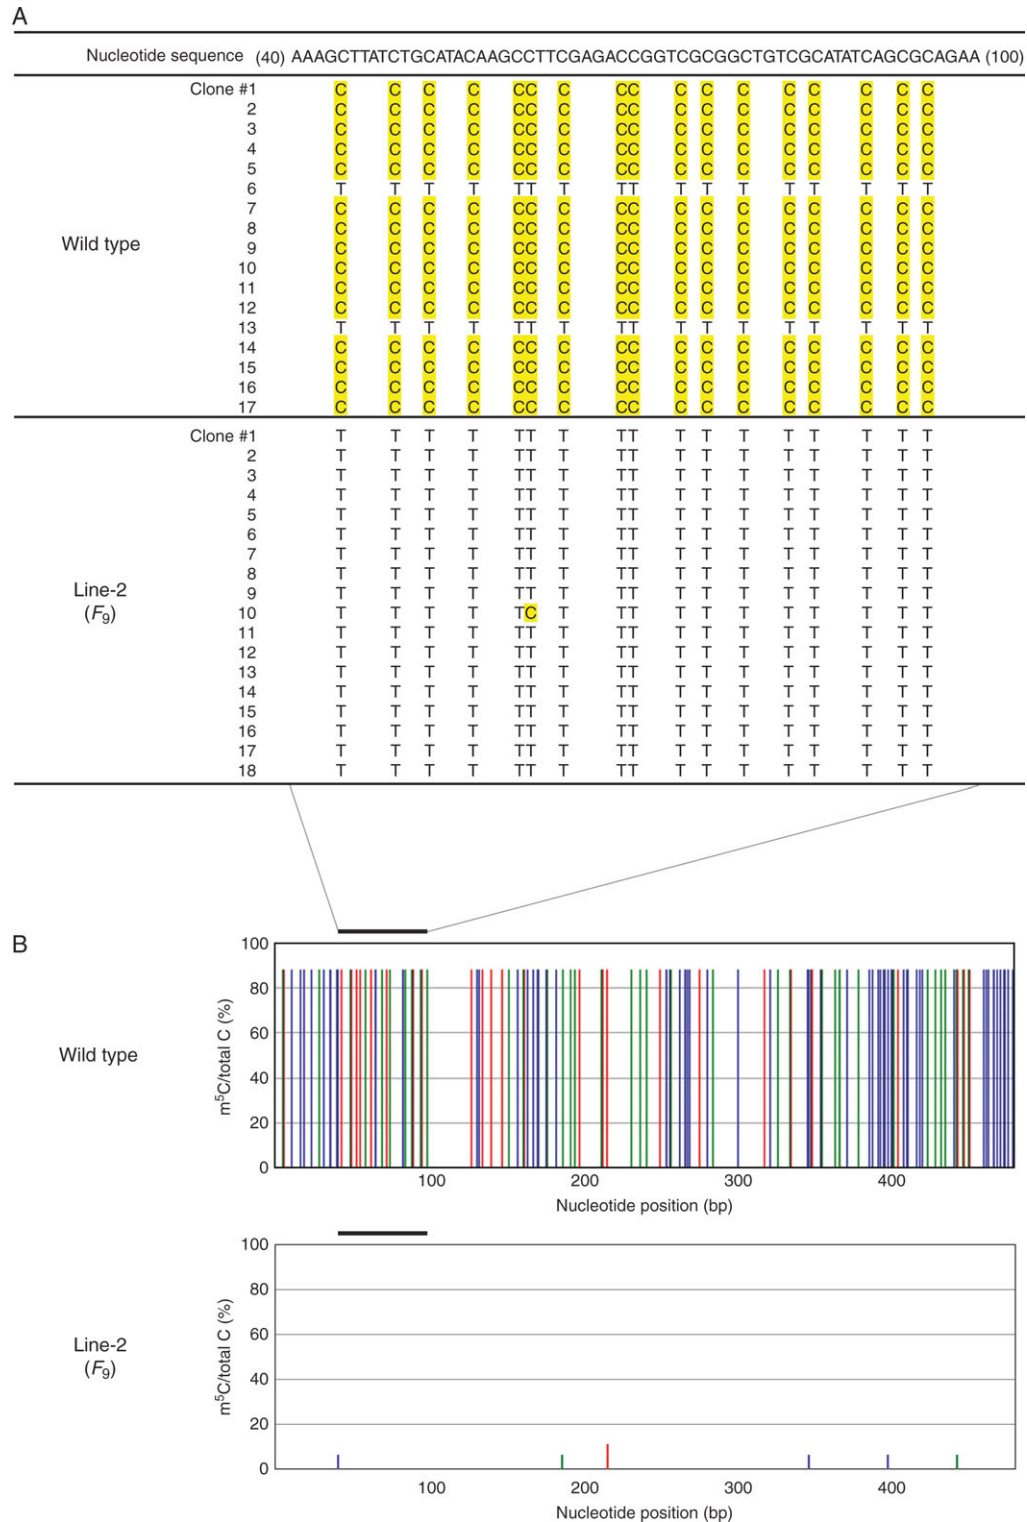 A
Nucleotide sequence (40) AAAGCTTATCTGCATACAAGCCTTCGAGACCGGTCGCGGCTGTCGCATATCAGCGCAGAA (100)
Clone #1 C C C C CC C CC C C C C C C C C
2 C C C C CC C CC C C C C C C C C
3 C C C C CC C CC C C C C C C C C
4 C C C C CC C CC C C C C C C C C
5 C C C C CC C CC C C C C C C C C
6 T T T T TT T TT T T T T T T T T
7 C C C C CC C CC C C C C C C C C
8 C C C C CC C CC C C C C C C C C
Wild type
9 C C C C CC C CC C C C C C C C C
10 C C C C CC C CC C C C C C C C C
11 C C C C CC C CC C C C C C C C C
12 C C C C CC C CC C C C C C C C C
13 T T T T TT T TT T T T T T T T T
14 C C C C CC C CC C C C C C C C C
15 C C C C CC C CC C C C C C C C C
16 C C C C CC C CC C C C C C C C C
17 C C C C CC C CC C C C C C C C C
Clone #1 T T T T TT T TT T T T T T T T T
2 T T T T TT T TT T T T T T T T T
3 T T T T TT T TT T T T T T T T T
4 T T T T TT T TT T T T T T T T T
5 T T T T TT T TT T T T T T T T T
6 T T T T TT T TT T T T T T T T T
7 T T T T TT T TT T T T T T T T T
8 T T T T TT T TT T T T T T T T T
Line-2
(F9)
9 T T T T TT T TT T T T T T T T T
10 T T T T TC T TT T T T T T T T T
11 T T T T TT T TT T T T T T T T T
12 T T T T TT T TT T T T T T T T T
13 T T T T TT T TT T T T T T T T T
14 T T T T TT T TT T T T T T T T T
15 T T T T TT T TT T T T T T T T T
16 T T T T TT T TT T T T T T T T T
17 T T T T TT T TT T T T T T T T T
18 T T T T TT T TT T T T T T T T T
B
Wild type
m⁵C/total C (%)
100
80
60
40
20
0
100 200 300 400
Nucleotide position (bp)
Line-2
(F9)
m⁵C/total C (%)
100
80
60
40
20
0
100 200 300 400
Nucleotide position (bp)